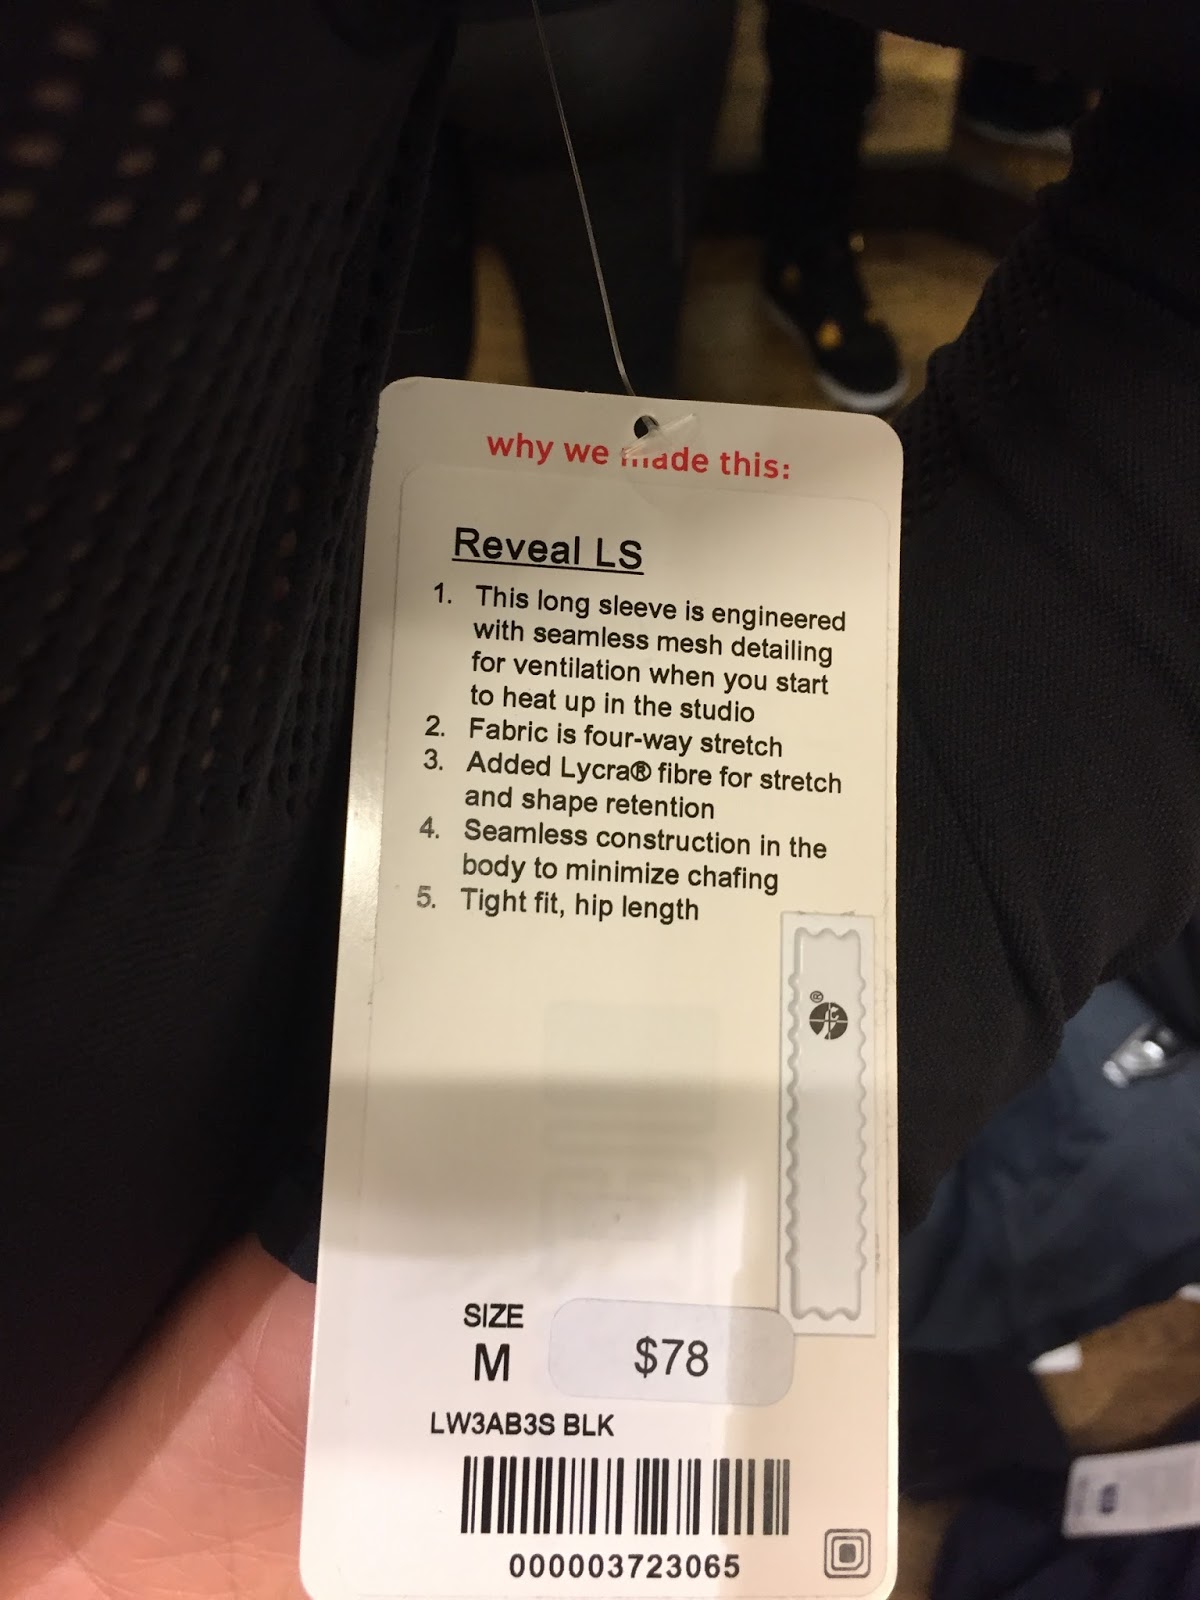 why we made this:
Reveal LS
1. This long sleeve is engineered
with seamless mesh detailing
for ventilation when you start
to heat up in the studio
2. Fabric is four-way stretch
3. Added Lycra® fibre for stretch
and shape retention
4. Seamless construction in the
body to minimize chafing
5. Tight fit, hip length
®
SIZE
M
$78
LW3AB3S BLK
000003723065